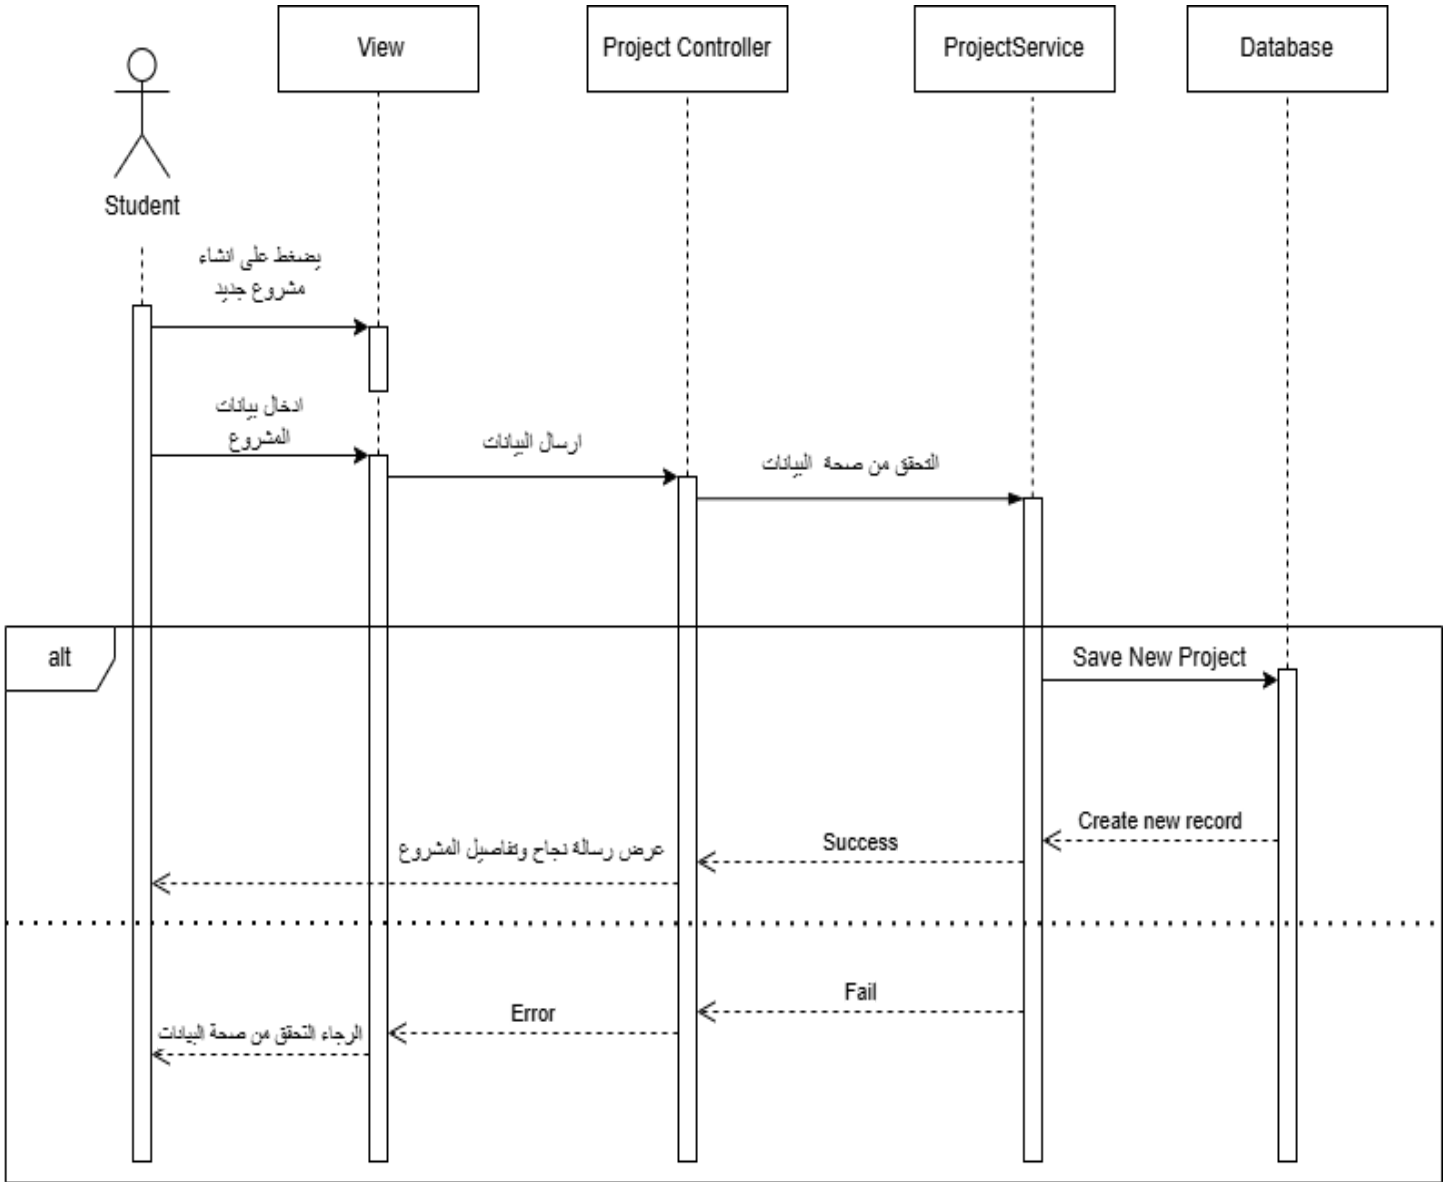 View
Project Controller
ProjectService
Database
Student
يضغط على انشاء
مشروع جديد
ادخال بيانات
المشروع
ارسال البيانات
التحقق من صحة البيانات
alt
Save New Project
Create new record
Success
عرض رسالة نجاح وتفاصيل المشروع
Fail
Error
الرجاء التحقق من صحة البيانات